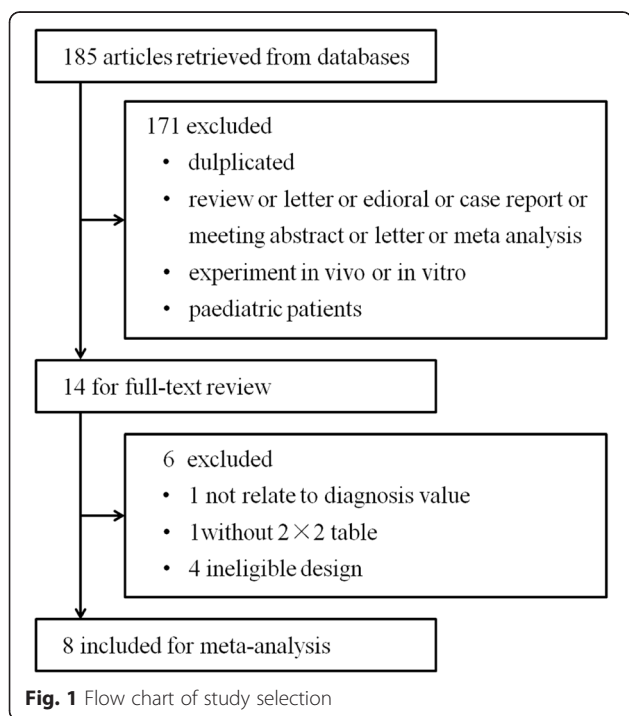 185 articles retrieved from databases
171 excluded
• dulplicated
• review or letter or edioral or case report or
meeting abstract or letter or meta analysis
• experiment in vivo or in vitro
• paediatric patients
14 for full-text review
6 excluded
• 1 not relate to diagnosis value
• 1without 2×2 table
• 4 ineligible design
8 included for meta-analysis
Fig. 1 Flow chart of study selection